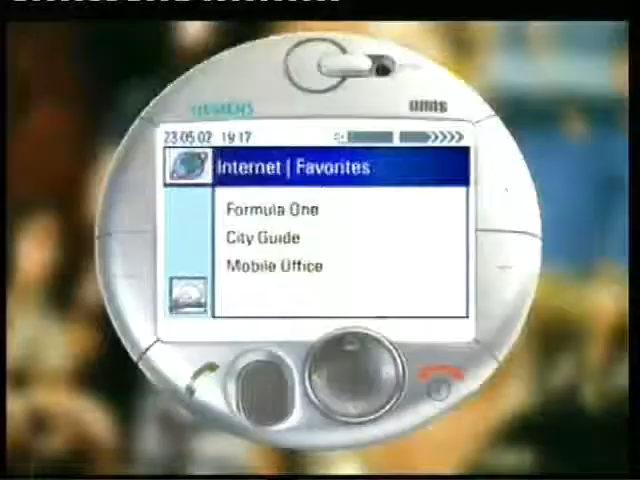 SIEMENS
umts
23.05.02 19:17
Internet | Favorites
Formula One
City Guide
Mobile Office